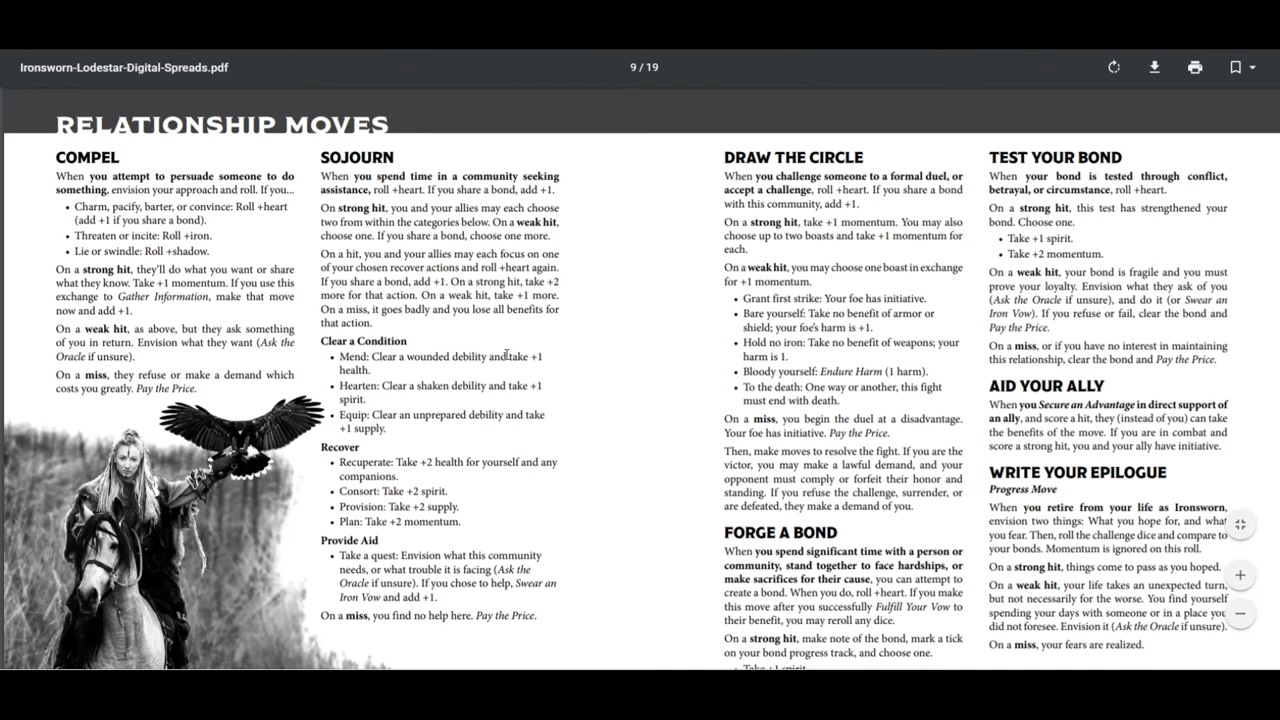 Ironsworn-Lodestar-Digital-Spreads.pdf
9 / 19
RELATIONSHIP MOVES
COMPEL
When you attempt to persuade someone to do
something, envision your approach and roll. If you...
• Charm, pacify, barter, or convince: Roll +heart
(add +1 if you share a bond).
• Threaten or incite: Roll +iron.
• Lie or swindle: Roll +shadow.
On a strong hit, they'll do what you want or share
what they know. Take +1 momentum. If you use this
exchange to Gather Information, make that move
now and add +1.
On a weak hit, as above, but they ask something
of you in return. Envision what they want (Ask the
Oracle if unsure).
On a miss, they refuse or make a demand which
costs you greatly. Pay the Price.
SOJOURN
When you spend time in a community seeking
assistance, roll +heart. If you share a bond, add +1.
On strong hit, you and your allies may each choose
two from within the categories below. On a weak hit,
choose one. If you share a bond, choose one more.
On a hit, you and your allies may each focus on one
of your chosen recover actions and roll +heart again.
If you share a bond, add +1. On a strong hit, take +2
more for that action. On a weak hit, take +1 more.
On a miss, it goes badly and you lose all benefits for
that action.
Clear a Condition
• Mend: Clear a wounded debility and take +1
health.
• Hearten: Clear a shaken debility and take +1
spirit.
• Equip: Clear an unprepared debility and take
+1 supply.
Recover
• Recuperate: Take +2 health for yourself and any
companions.
• Consort: Take +2 spirit.
• Provision: Take +2 supply.
• Plan: Take +2 momentum.
Provide Aid
• Take a quest: Envision what this community
needs, or what trouble it is facing (Ask the
Oracle if unsure). If you chose to help, Swear an
Iron Vow and add +1.
On a miss, you find no help here. Pay the Price.
DRAW THE CIRCLE
When you challenge someone to a formal duel, or
accept a challenge, roll +heart. If you share a bond
with this community, add +1.
On a strong hit, take +1 momentum. You may also
choose up to two boasts and take +1 momentum for
each.
On a weak hit, you may choose one boast in exchange
for +1 momentum.
• Grant first strike: Your foe has initiative.
• Bare yourself: Take no benefit of armor or
shield; your foe's harm is +1.
• Hold no iron: Take no benefit of weapons; your
harm is 1.
• Bloody yourself: Endure Harm (1 harm).
• To the death: One way or another, this fight
must end with death.
On a miss, you begin the duel at a disadvantage.
Your foe has initiative. Pay the Price.
Then, make moves to resolve the fight. If you are the
victor, you may make a lawful demand, and your
opponent must comply or forfeit their honor and
standing. If you refuse the challenge, surrender, or
are defeated, they make a demand of you.
FORGE A BOND
When you spend significant time with a person or
community, stand together to face hardships, or
make sacrifices for their cause, you can attempt to
create a bond. When you do, roll +heart. If you make
this move after you successfully Fulfill Your Vow to
their benefit, you may reroll any dice.
On a strong hit, make note of the bond, mark a tick
on your bond progress track, and choose one.
• Take +1 spirit
TEST YOUR BOND
When your bond is tested through conflict,
betrayal, or circumstance, roll +heart.
On a strong hit, this test has strengthened your
bond. Choose one.
• Take +1 spirit.
• Take +2 momentum.
On a weak hit, your bond is fragile and you must
prove your loyalty. Envision what they ask of you
(Ask the Oracle if unsure), and do it (or Swear an
Iron Vow). If you refuse or fail, clear the bond and
Pay the Price.
On a miss, or if you have no interest in maintaining
this relationship, clear the bond and Pay the Price.
AID YOUR ALLY
When you Secure an Advantage in direct support of
an ally, and score a hit, they (instead of you) can take
the benefits of the move. If you are in combat and
score a strong hit, you and your ally have initiative.
WRITE YOUR EPILOGUE
Progress Move
When you retire from your life as Ironsworn,
envision two things: What you hope for, and what
you fear. Then, roll the challenge dice and compare to
your bonds. Momentum is ignored on this roll.
On a strong hit, things come to pass as you hoped.
On a weak hit, your life takes an unexpected turn,
but not necessarily for the worse. You find yourself
spending your days with someone or in a place you
did not foresee. Envision it (Ask the Oracle if unsure).
On a miss, your fears are realized.